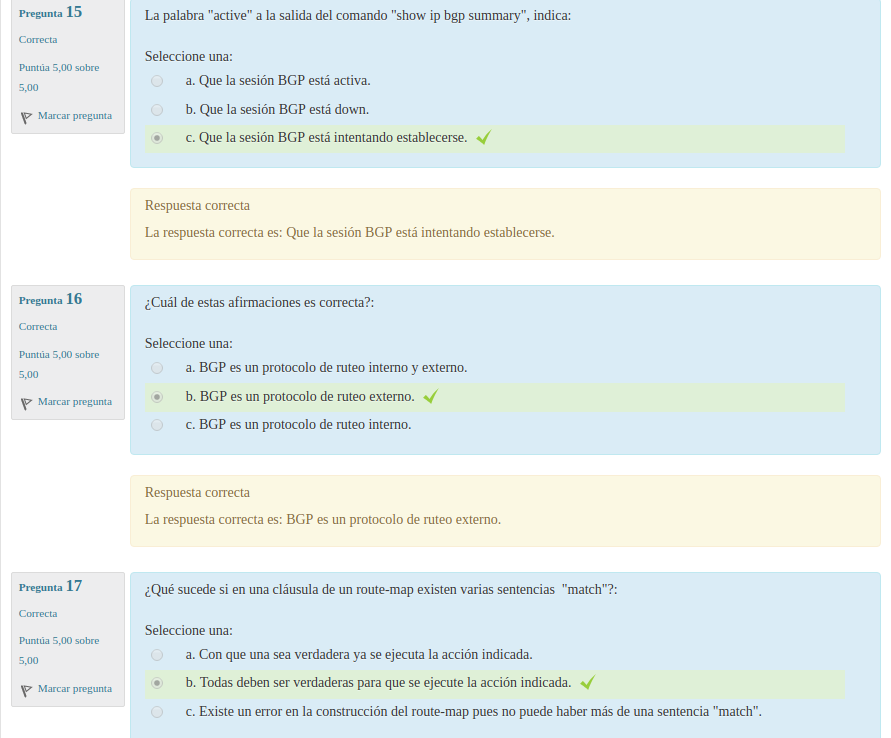 Pregunta 15
Correcta
Puntúa 5,00 sobre
5,00
Marcar pregunta
La palabra "active" a la salida del comando "show ip bgp summary", indica:
Seleccione una:
a. Que la sesión BGP está activa.
b. Que la sesión BGP está down.
c. Que la sesión BGP está intentando establecerse.
Respuesta correcta
La respuesta correcta es: Que la sesión BGP está intentando establecerse.
Pregunta 16
Correcta
Puntúa 5,00 sobre
5,00
Marcar pregunta
¿Cuál de estas afirmaciones es correcta?:
Seleccione una:
a. BGP es un protocolo de ruteo interno y externo.
b. BGP es un protocolo de ruteo externo.
c. BGP es un protocolo de ruteo interno.
Respuesta correcta
La respuesta correcta es: BGP es un protocolo de ruteo externo.
Pregunta 17
Correcta
Puntúa 5,00 sobre
5,00
Marcar pregunta
¿Qué sucede si en una cláusula de un route-map existen varias sentencias  "match"?:
Seleccione una:
a. Con que una sea verdadera ya se ejecuta la acción indicada.
b. Todas deben ser verdaderas para que se ejecute la acción indicada.
c. Existe un error en la construcción del route-map pues no puede haber más de una sentencia "match".